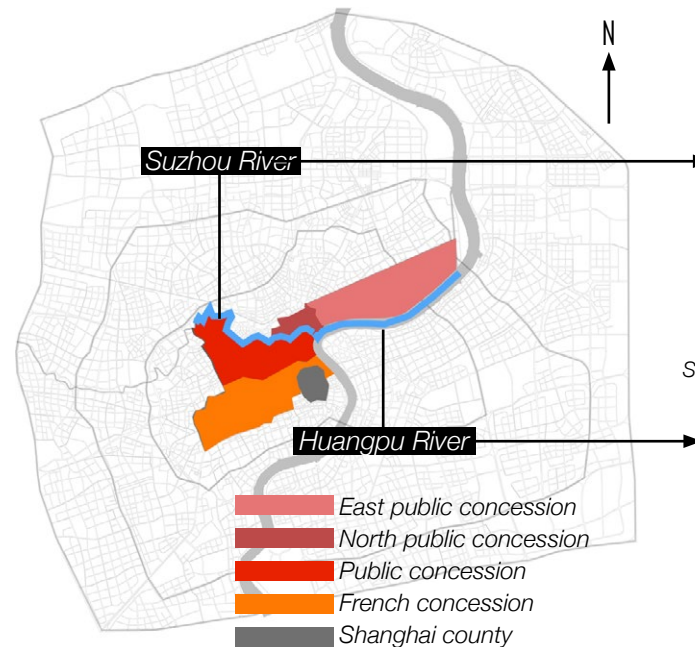 N
Suzhou River
S
Huangpu River
East public concession
North public concession
Public concession
French concession
Shanghai county